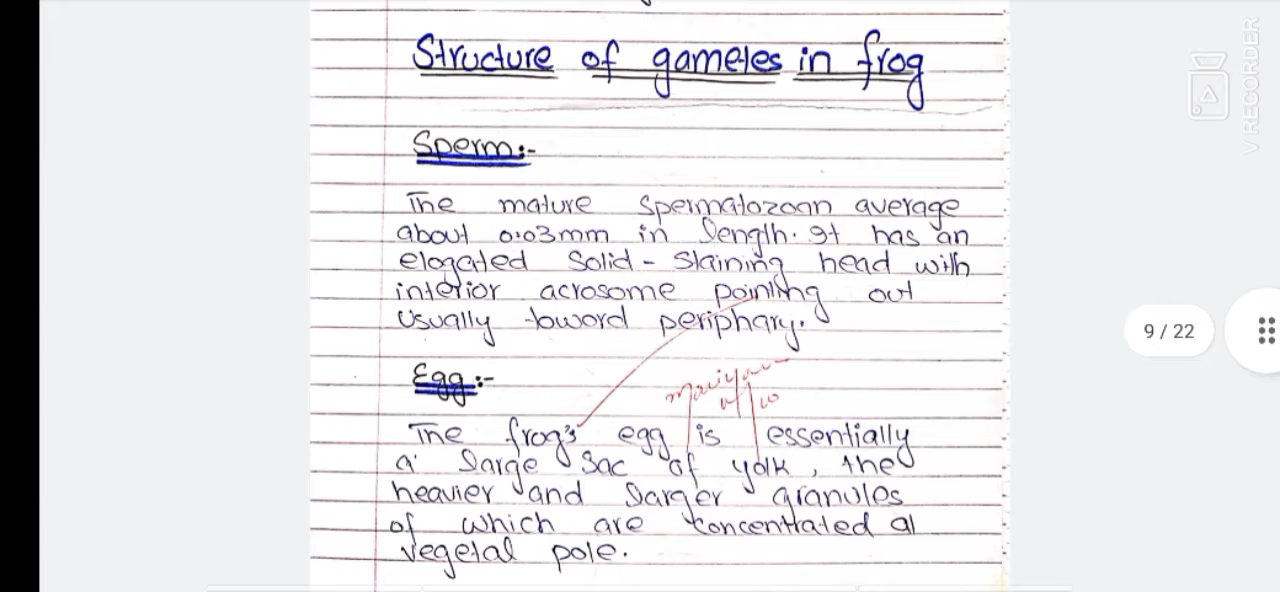 Structure of gametes in frog
Sperm:-
The mature spermatozoan average
about 0.03mm in length. It has an
elogated solid - staining head with
interior acrosome pointing out
usually toward periphary.
Egg:-
The frog's egg is essentially
a large sac of yolk, the
heavier and larger granules
of which are concentrated at
vegetal pole.
9 / 22
V RECORDER